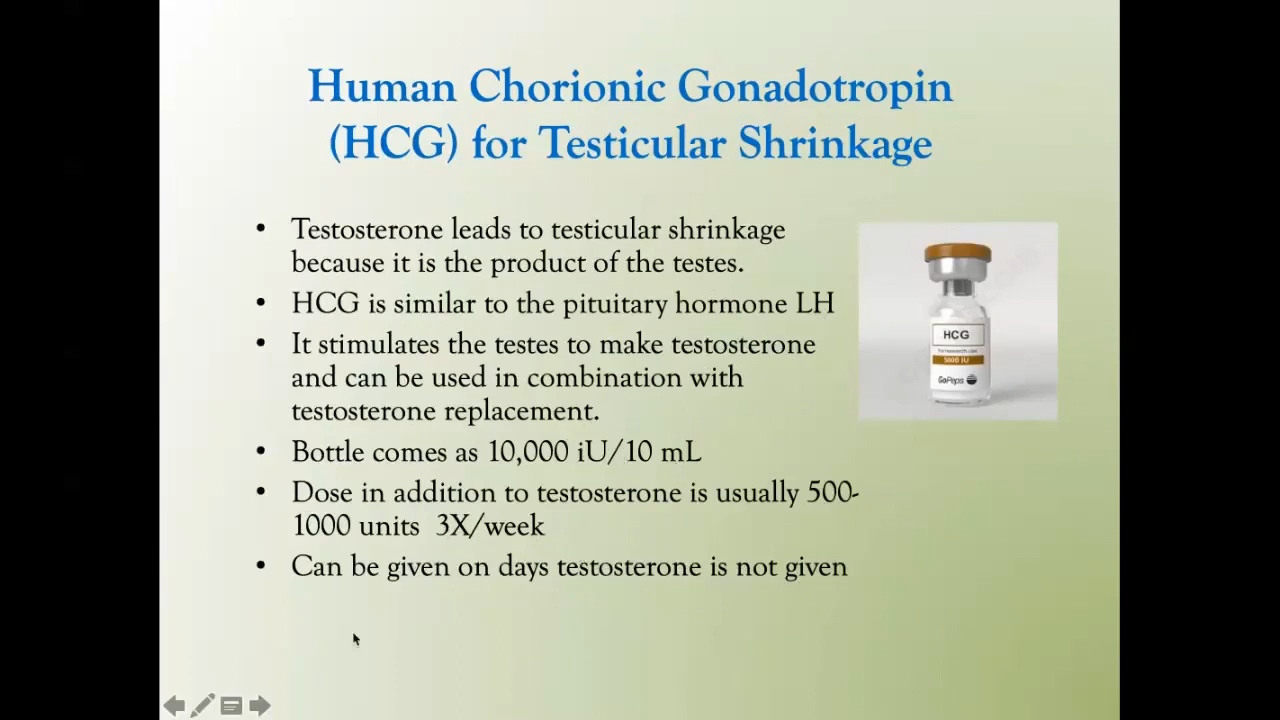 Human Chorionic Gonadotropin
(HCG) for Testicular Shrinkage
• Testosterone leads to testicular shrinkage
because it is the product of the testes.
• HCG is similar to the pituitary hormone LH
• It stimulates the testes to make testosterone
and can be used in combination with
testosterone replacement.
• Bottle comes as 10,000 iU/10 mL
• Dose in addition to testosterone is usually 500-
1000 units 3X/week
• Can be given on days testosterone is not given
HCG
5000 IU
GoPeps